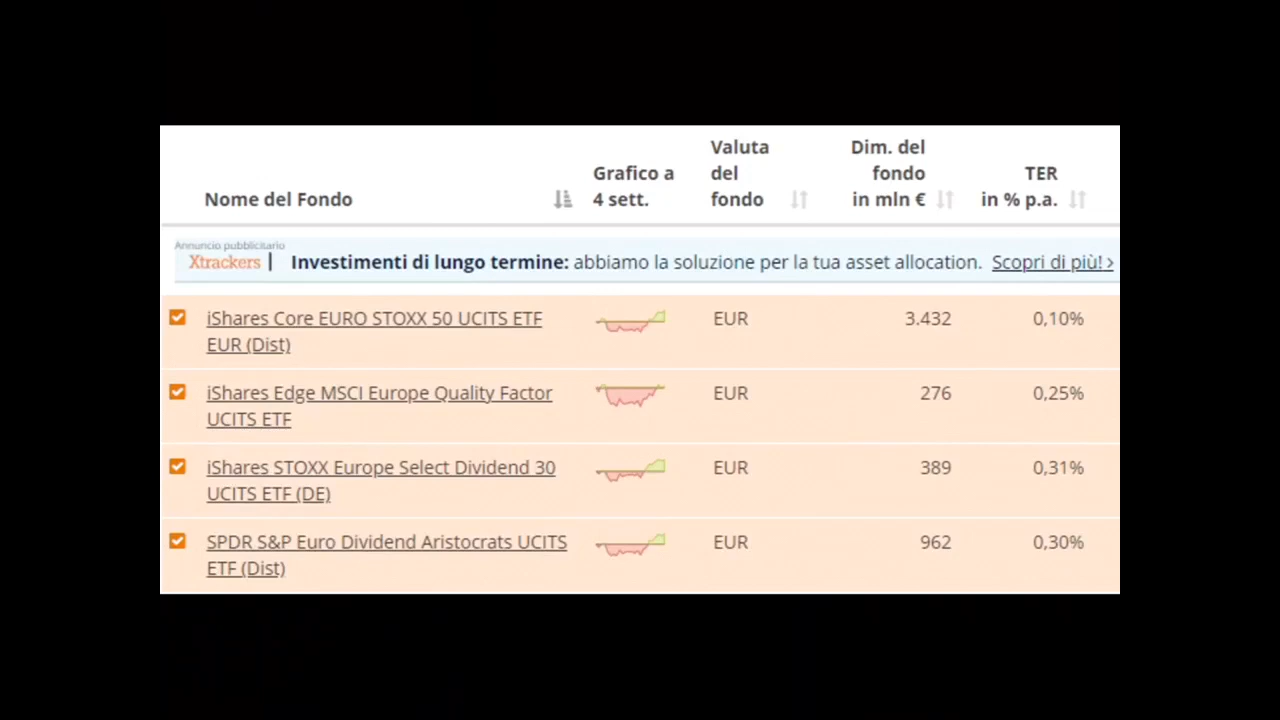 Nome del Fondo
Grafico a
4 sett.
Valuta
del
fondo
Dim. del
fondo
in mln €
TER
in % p.a.
Annuncio pubblicitario
Xtrackers | Investimenti di lungo termine: abbiamo la soluzione per la tua asset allocation. Scopri di più! >
iShares Core EURO STOXX 50 UCITS ETF
EUR (Dist)
EUR 3.432 0,10%
iShares Edge MSCI Europe Quality Factor
UCITS ETF
EUR 276 0,25%
iShares STOXX Europe Select Dividend 30
UCITS ETF (DE)
EUR 389 0,31%
SPDR S&P Euro Dividend Aristocrats UCITS
ETF (Dist)
EUR 962 0,30%